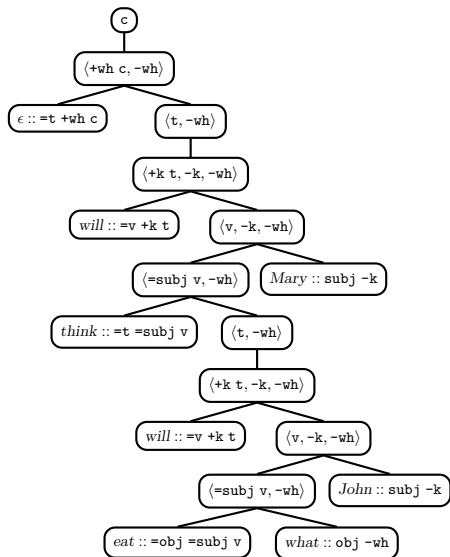 c
⟨+wh c, -wh⟩
ϵ :: =t +wh c
⟨t, -wh⟩
⟨+k t, -k, -wh⟩
will :: =v +k t
⟨v, -k, -wh⟩
⟨=subj v, -wh⟩
Mary :: subj -k
think :: =t =subj v
⟨t, -wh⟩
⟨+k t, -k, -wh⟩
will :: =v +k t
⟨v, -k, -wh⟩
⟨=subj v, -wh⟩
John :: subj -k
eat :: =obj =subj v
what :: obj -wh